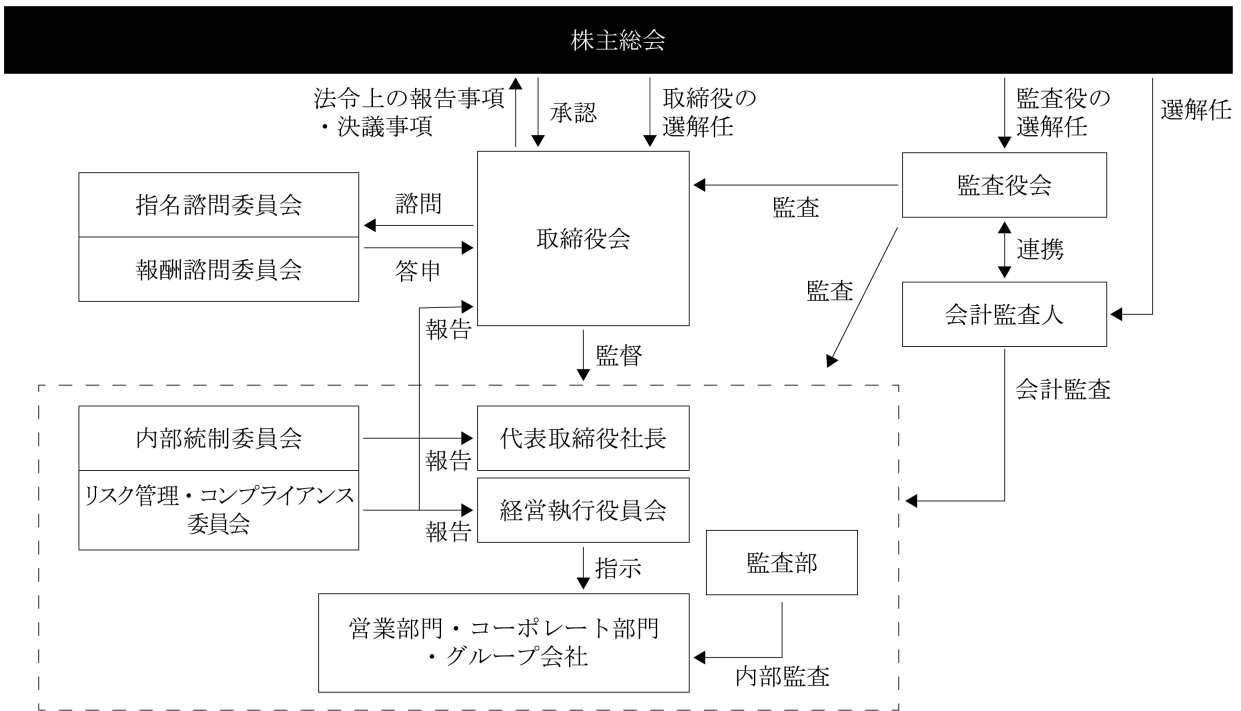 株主総会
法令上の報告事項
・決議事項
承認
取締役の
選解任
監査役の
選解任
選解任
指名諮問委員会
報酬諮問委員会
諮問
答申
報告
取締役会
監査
監査役会
連携
監査
会計監査人
監督
会計監査
内部統制委員会
リスク管理・コンプライアンス
委員会
報告
報告
代表取締役社長
経営執行役員会
指示
監査部
営業部門・コーポレート部門
・グループ会社
内部監査